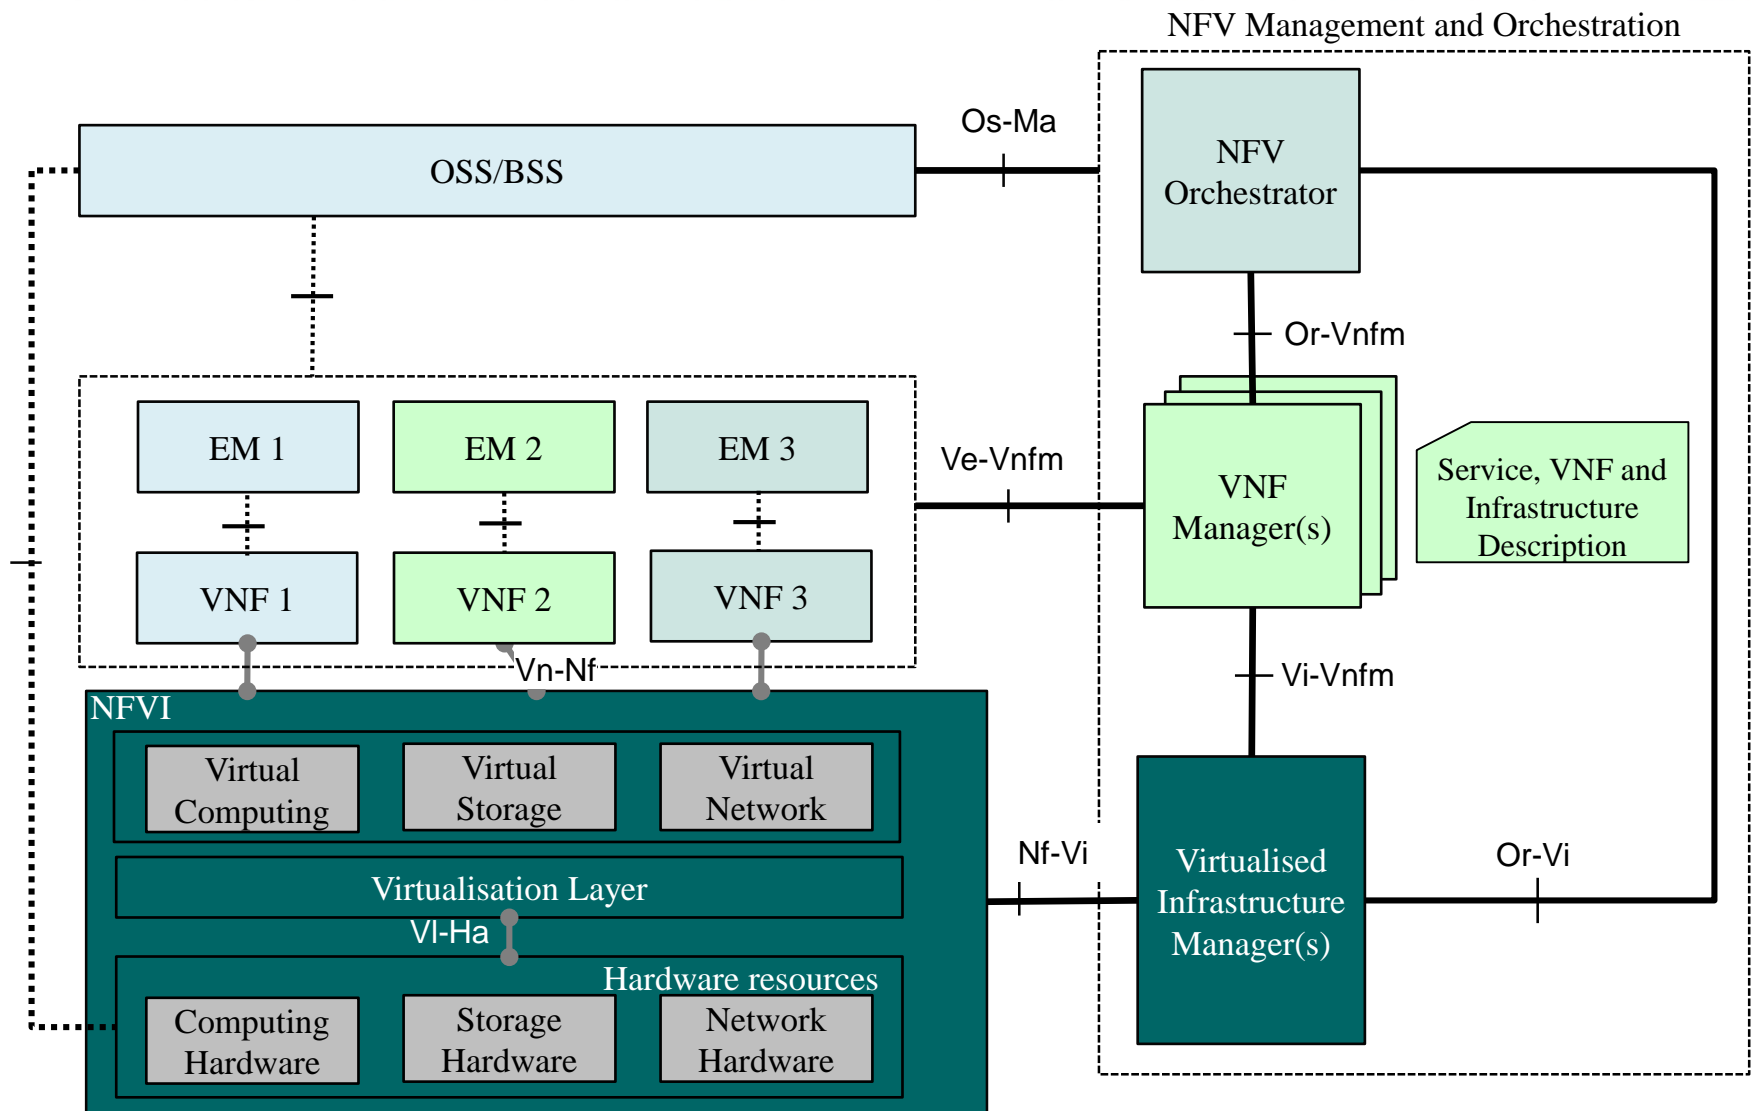 NFV Management and Orchestration
Os-Ma
OSS/BSS
NFV
Orchestrator
Or-Vnfm
EM 1
EM 2
EM 3
Ve-Vnfm
VNF
Manager(s)
Service, VNF and
Infrastructure
Description
VNF 1
VNF 2
VNF 3
Vn-Nf
Vi-Vnfm
NFVI
Virtual
Computing
Virtual
Storage
Virtual
Network
Nf-Vi
Or-Vi
Virtualisation Layer
Virtualised
Infrastructure
Manager(s)
Vl-Ha
Hardware resources
Computing
Hardware
Storage
Hardware
Network
Hardware